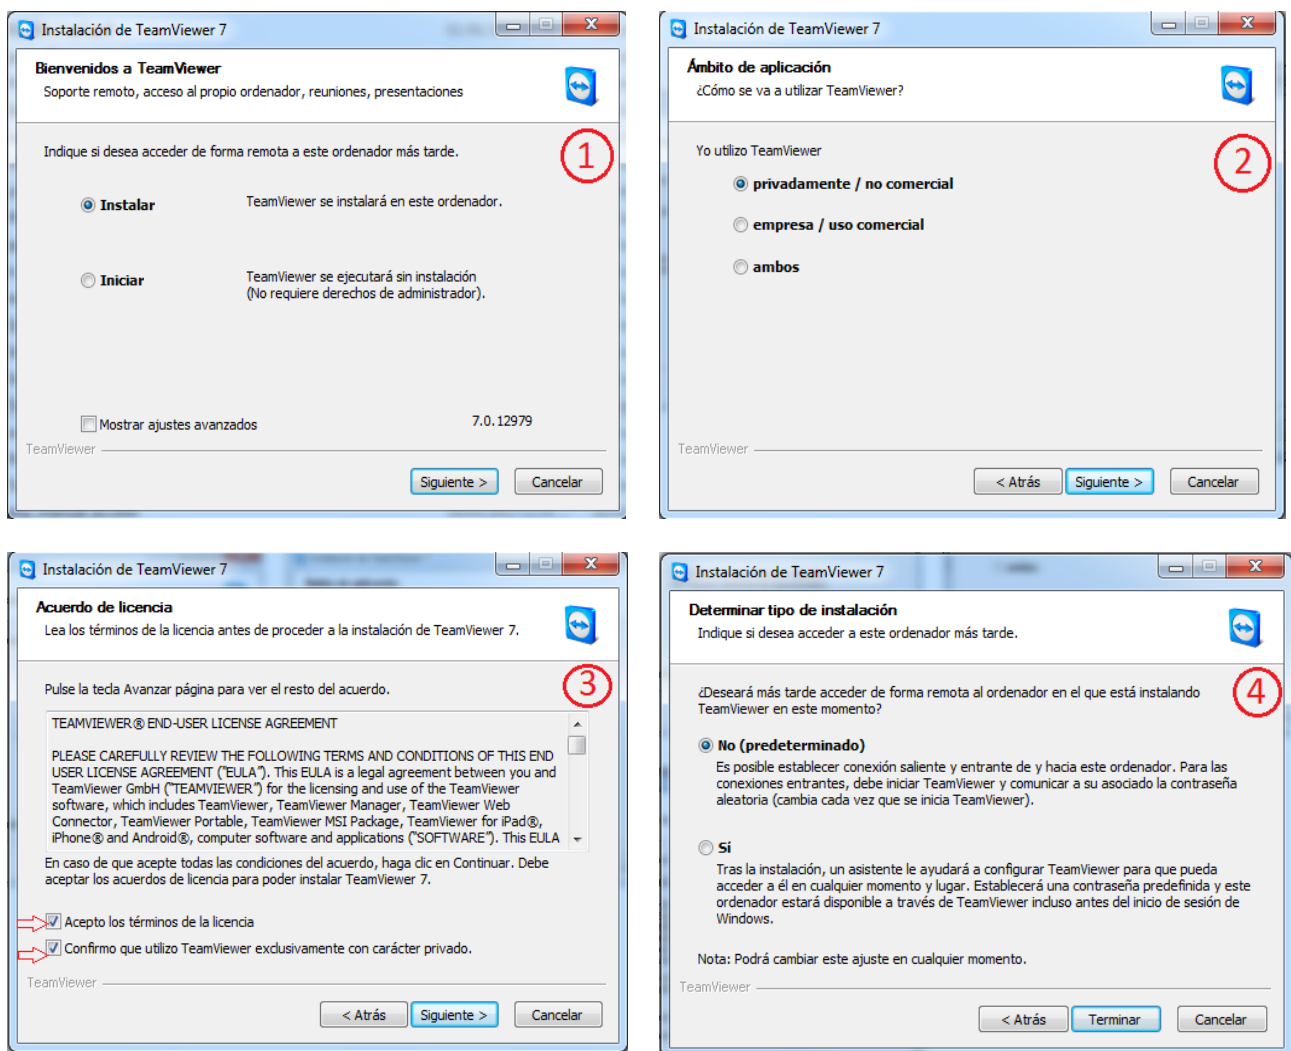 Instalación de TeamViewer 7
Bienvenidos a TeamViewer
Soporte remoto, acceso al propio ordenador, reuniones, presentaciones
1
Indique si desea acceder de forma remota a este ordenador más tarde.
Instalar
TeamViewer se instalará en este ordenador.
Iniciar
TeamViewer se ejecutará sin instalación
(No requiere derechos de administrador).
Mostrar ajustes avanzados
7.0.12979
TeamViewer
Siguiente >
Cancelar
Instalación de TeamViewer 7
Ámbito de aplicación
¿Cómo se va a utilizar TeamViewer?
2
Yo utilizo TeamViewer
privadamente / no comercial
empresa / uso comercial
ambos
TeamViewer
< Atrás
Siguiente >
Cancelar
Instalación de TeamViewer 7
Acuerdo de licencia
Lea los términos de la licencia antes de proceder a la instalación de TeamViewer 7.
3
Pulse la tecla Avanzar página para ver el resto del acuerdo.
TEAMVIEWER® END-USER LICENSE AGREEMENT
PLEASE CAREFULLY REVIEW THE FOLLOWING TERMS AND CONDITIONS OF THIS END
USER LICENSE AGREEMENT ("EULA"). This EULA is a legal agreement between you and
TeamViewer GmbH ("TEAMVIEWER") for the licensing and use of the TeamViewer
software, which includes TeamViewer, TeamViewer Manager, TeamViewer Web
Connector, TeamViewer Portable, TeamViewer MSI Package, TeamViewer for iPad®,
iPhone® and Android®, computer software and applications ("SOFTWARE"). This EULA
En caso de que acepte todas las condiciones del acuerdo, haga clic en Continuar. Debe
aceptar los acuerdos de licencia para poder instalar TeamViewer 7.
Acepto los términos de la licencia
Confirmo que utilizo TeamViewer exclusivamente con carácter privado.
TeamViewer
< Atrás
Siguiente >
Cancelar
Instalación de TeamViewer 7
Determinar tipo de instalación
Indique si desea acceder a este ordenador más tarde.
4
¿Deseará más tarde acceder de forma remota al ordenador en el que está instalando
TeamViewer en este momento?
No (predeterminado)
Es posible establecer conexión saliente y entrante de y hacia este ordenador. Para las
conexiones entrantes, debe iniciar TeamViewer y comunicar a su asociado la contraseña
aleatoria (cambia cada vez que se inicia TeamViewer).
Sí
Tras la instalación, un asistente le ayudará a configurar TeamViewer para que pueda
acceder a él en cualquier momento y lugar. Establecerá una contraseña predefinida y este
ordenador estará disponible a través de TeamViewer incluso antes del inicio de sesión de
Windows.
Nota: Podrá cambiar este ajuste en cualquier momento.
TeamViewer
< Atrás
Terminar
Cancelar